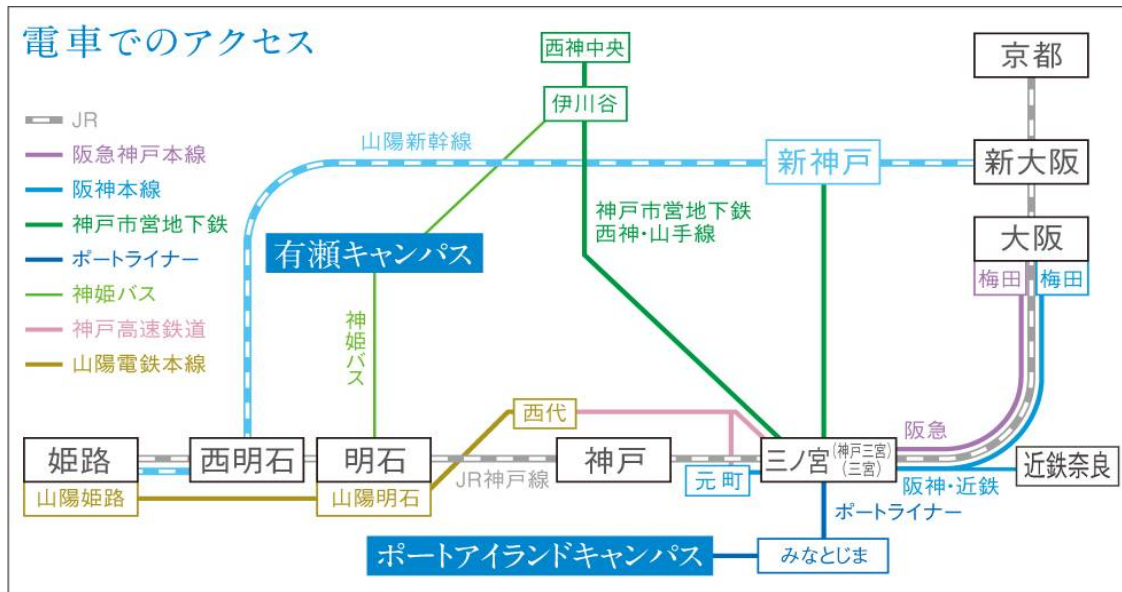 電車でのアクセス
JR
阪急神戸本線
阪神本線
神戸市営地下鉄
ポートライナー
神姫バス
神戸高速鉄道
山陽電鉄本線
西神中央
伊川谷
京都
山陽新幹線
新神戸
新大阪
神戸市営地下鉄
西神・山手線
大阪
梅田
梅田
有瀬キャンパス
神姫バス
西代
阪急
姫路
西明石
明石
神戸
三ノ宮(神戸三宮)
(三宮)
JR神戸線
元町
近鉄奈良
阪神・近鉄
山陽姫路
山陽明石
ポートライナー
ポートアイランドキャンパス
みなとじま